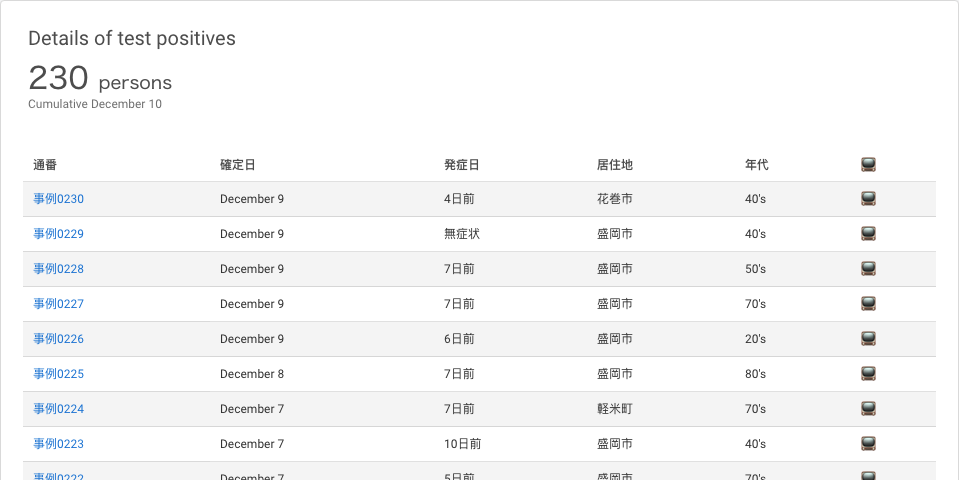 Details of test positives
230 persons
Cumulative December 10
通番 確定日 発症日 居住地 年代
事例0230 December 9 4日前 花巻市 40's
事例0229 December 9 無症状 盛岡市 40's
事例0228 December 9 7日前 盛岡市 50's
事例0227 December 9 7日前 盛岡市 70's
事例0226 December 9 6日前 盛岡市 20's
事例0225 December 8 7日前 盛岡市 80's
事例0224 December 7 7日前 軽米町 70's
事例0223 December 7 10日前 盛岡市 40's
事例0222 December 7 5日前 盛岡市 70's